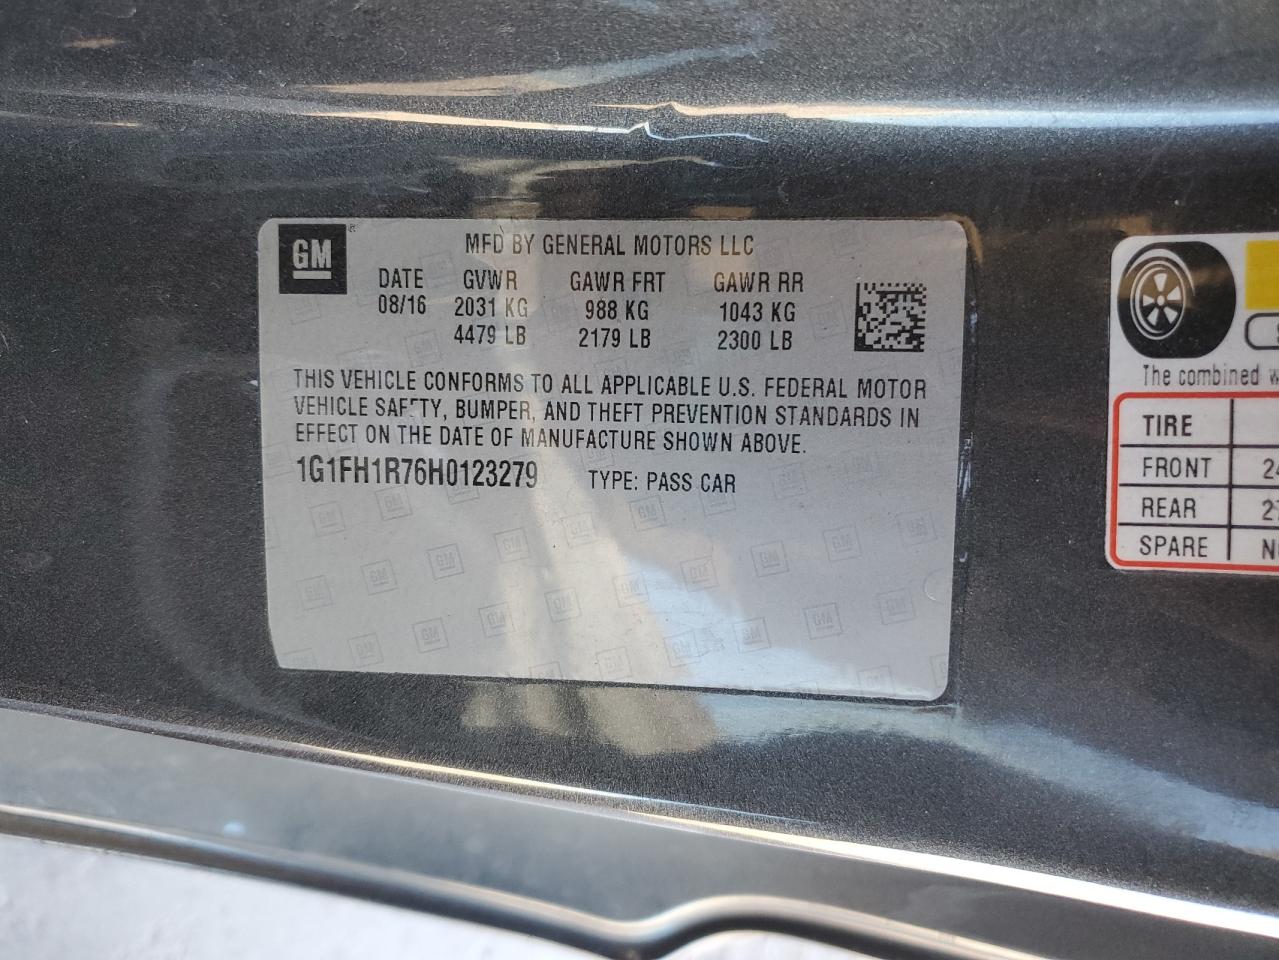 GM
MFD BY GENERAL MOTORS LLC
DATE GVWR GAWR FRT GAWR RR
08/16 2031 KG 988 KG 1043 KG
4479 LB 2179 LB 2300 LB
THIS VEHICLE CONFORMS TO ALL APPLICABLE U.S. FEDERAL MOTOR
VEHICLE SAFETY, BUMPER, AND THEFT PREVENTION STANDARDS IN
EFFECT ON THE DATE OF MANUFACTURE SHOWN ABOVE.
1G1FH1R76H0123279 TYPE: PASS CAR
The combined
TIRE
FRONT 24
REAR
SPARE